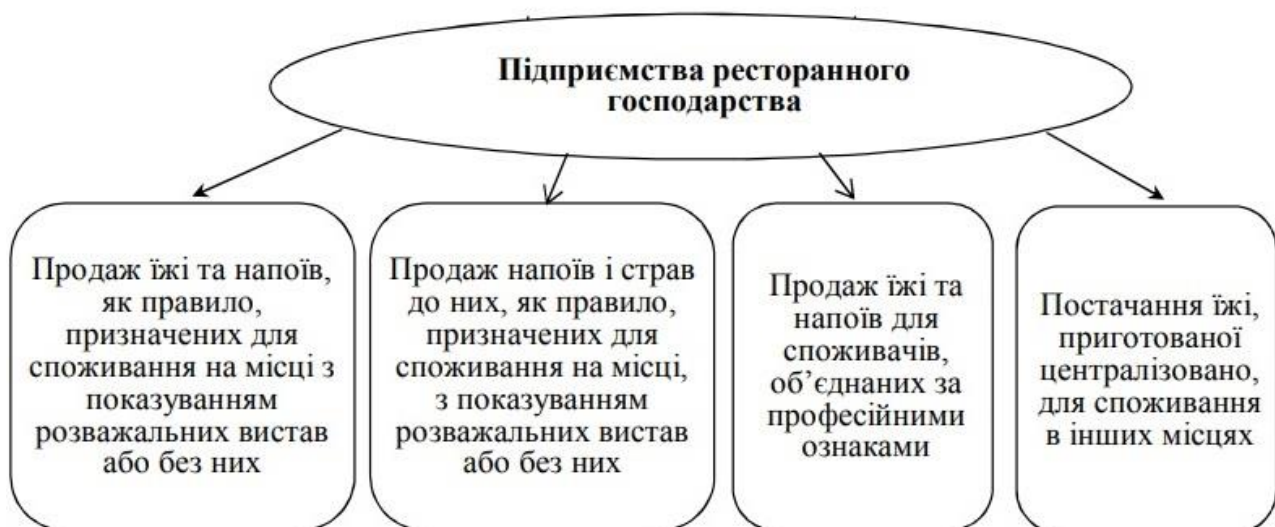 Підприємства ресторанного
господарства
Продаж їжі та напоїв,
як правило,
призначених для
споживання на місці з
показуванням
розважальних вистав
або без них
Продаж напоїв і страв
до них, як правило,
призначених для
споживання на місці,
з показуванням
розважальних вистав
або без них
Продаж їжі та
напоїв для
споживачів,
об’єднаних за
професійними
ознаками
Постачання їжі,
приготованої
централізовано,
для споживання
в інших місцях